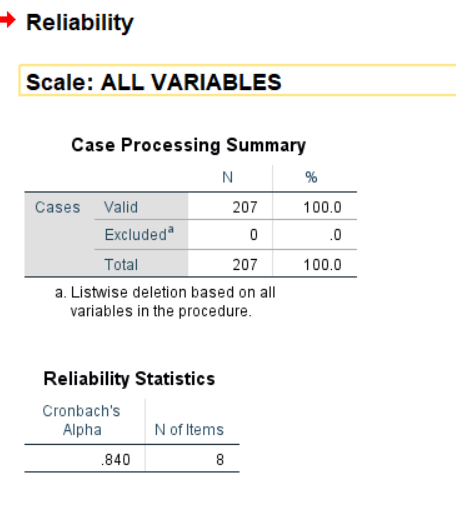 Reliability
Scale: ALL VARIABLES
Case Processing Summary
N %
Cases Valid 207 100.0
Excludedª 0 .0
Total 207 100.0
a. Listwise deletion based on all
variables in the procedure.
Reliability Statistics
Cronbach's
Alpha N of Items
.840 8